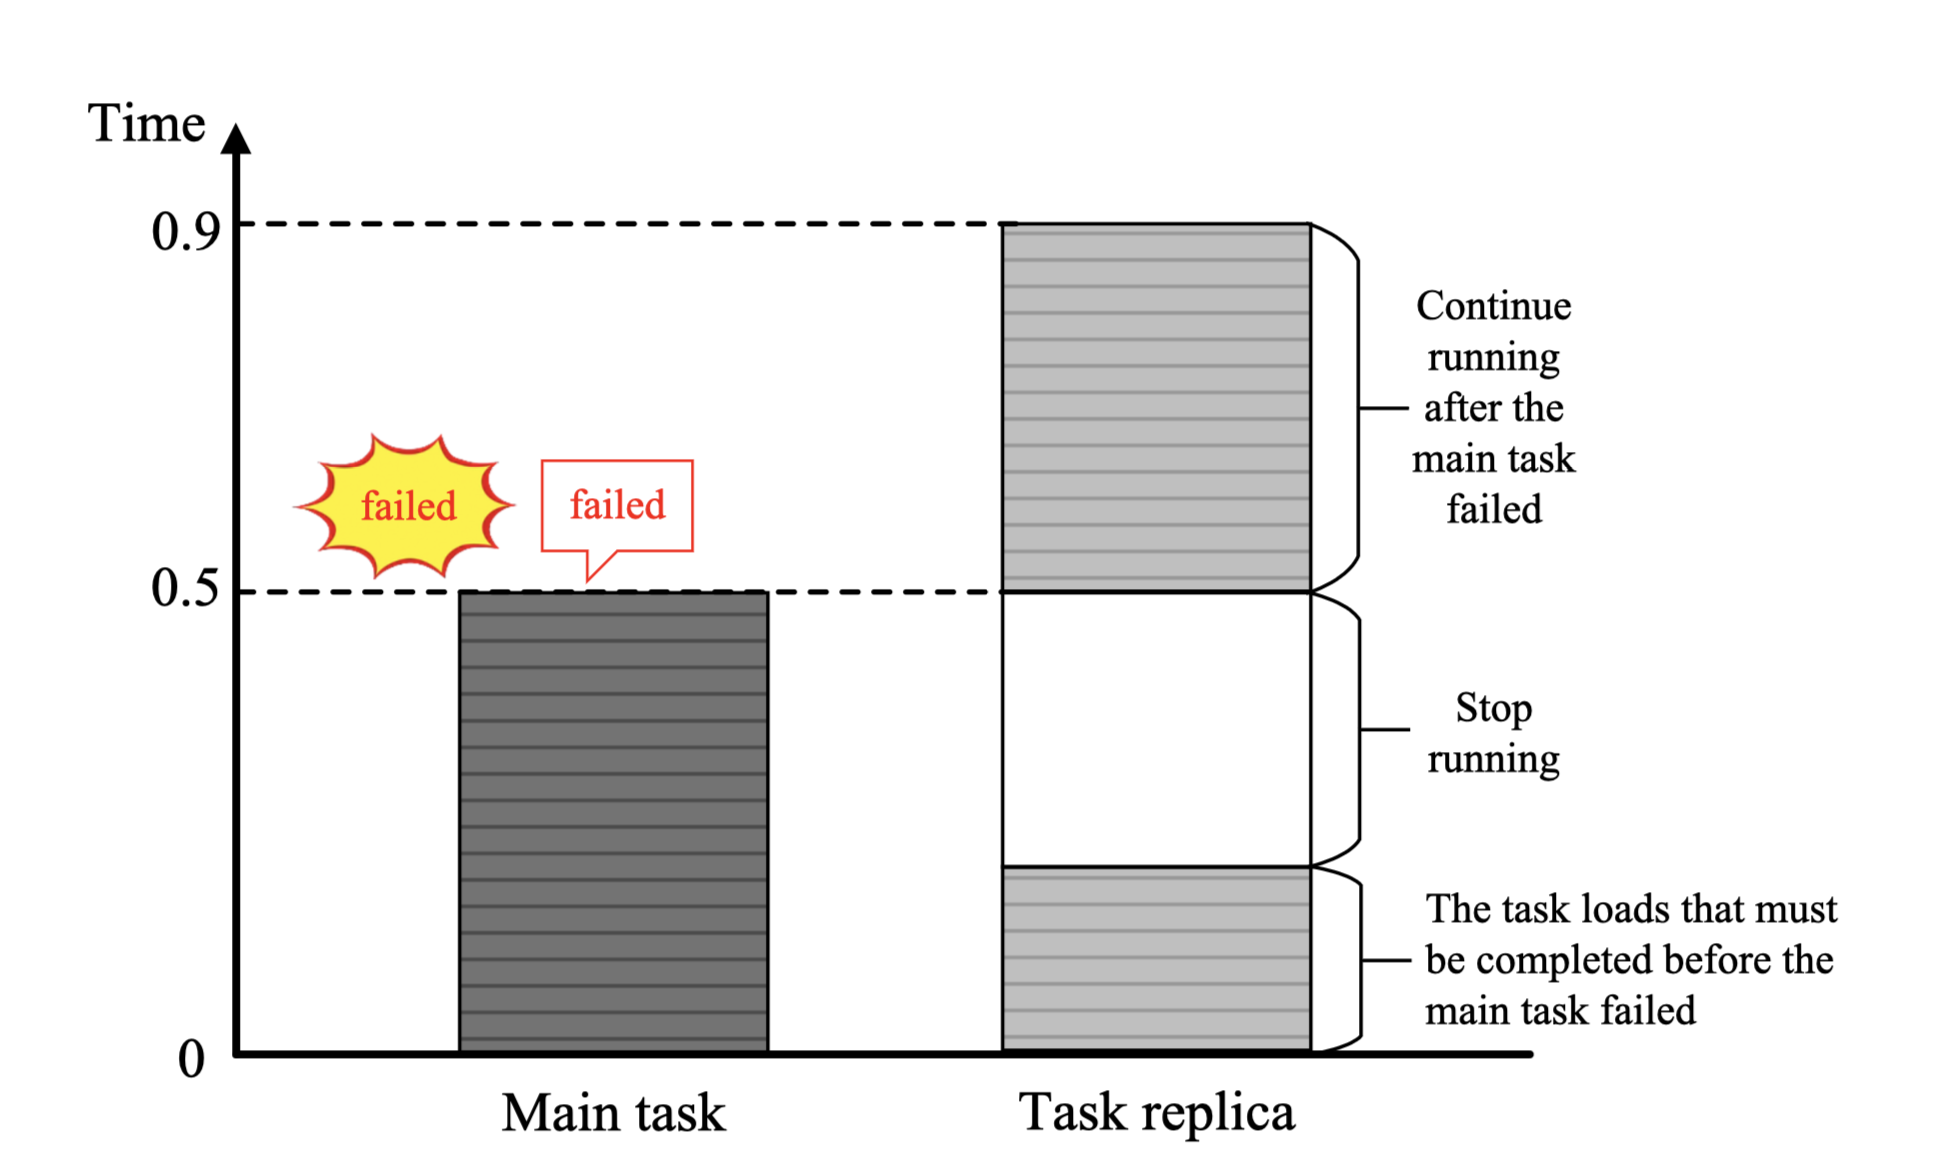 Time
0.9
Continue
running
after the
main task
failed
failed
failed
0.5
Stop
running
The task loads that must
be completed before the
main task failed
0
Main task
Task replica